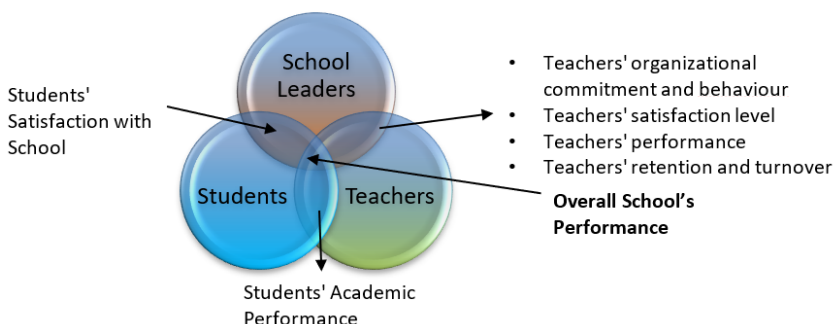 School
Leaders
Students'
Satisfaction with
School
• Teachers' organizational
commitment and behaviour
• Teachers' satisfaction level
• Teachers' performance
• Teachers' retention and turnover
Students
Teachers
Overall School’s
Performance
Students' Academic
Performance